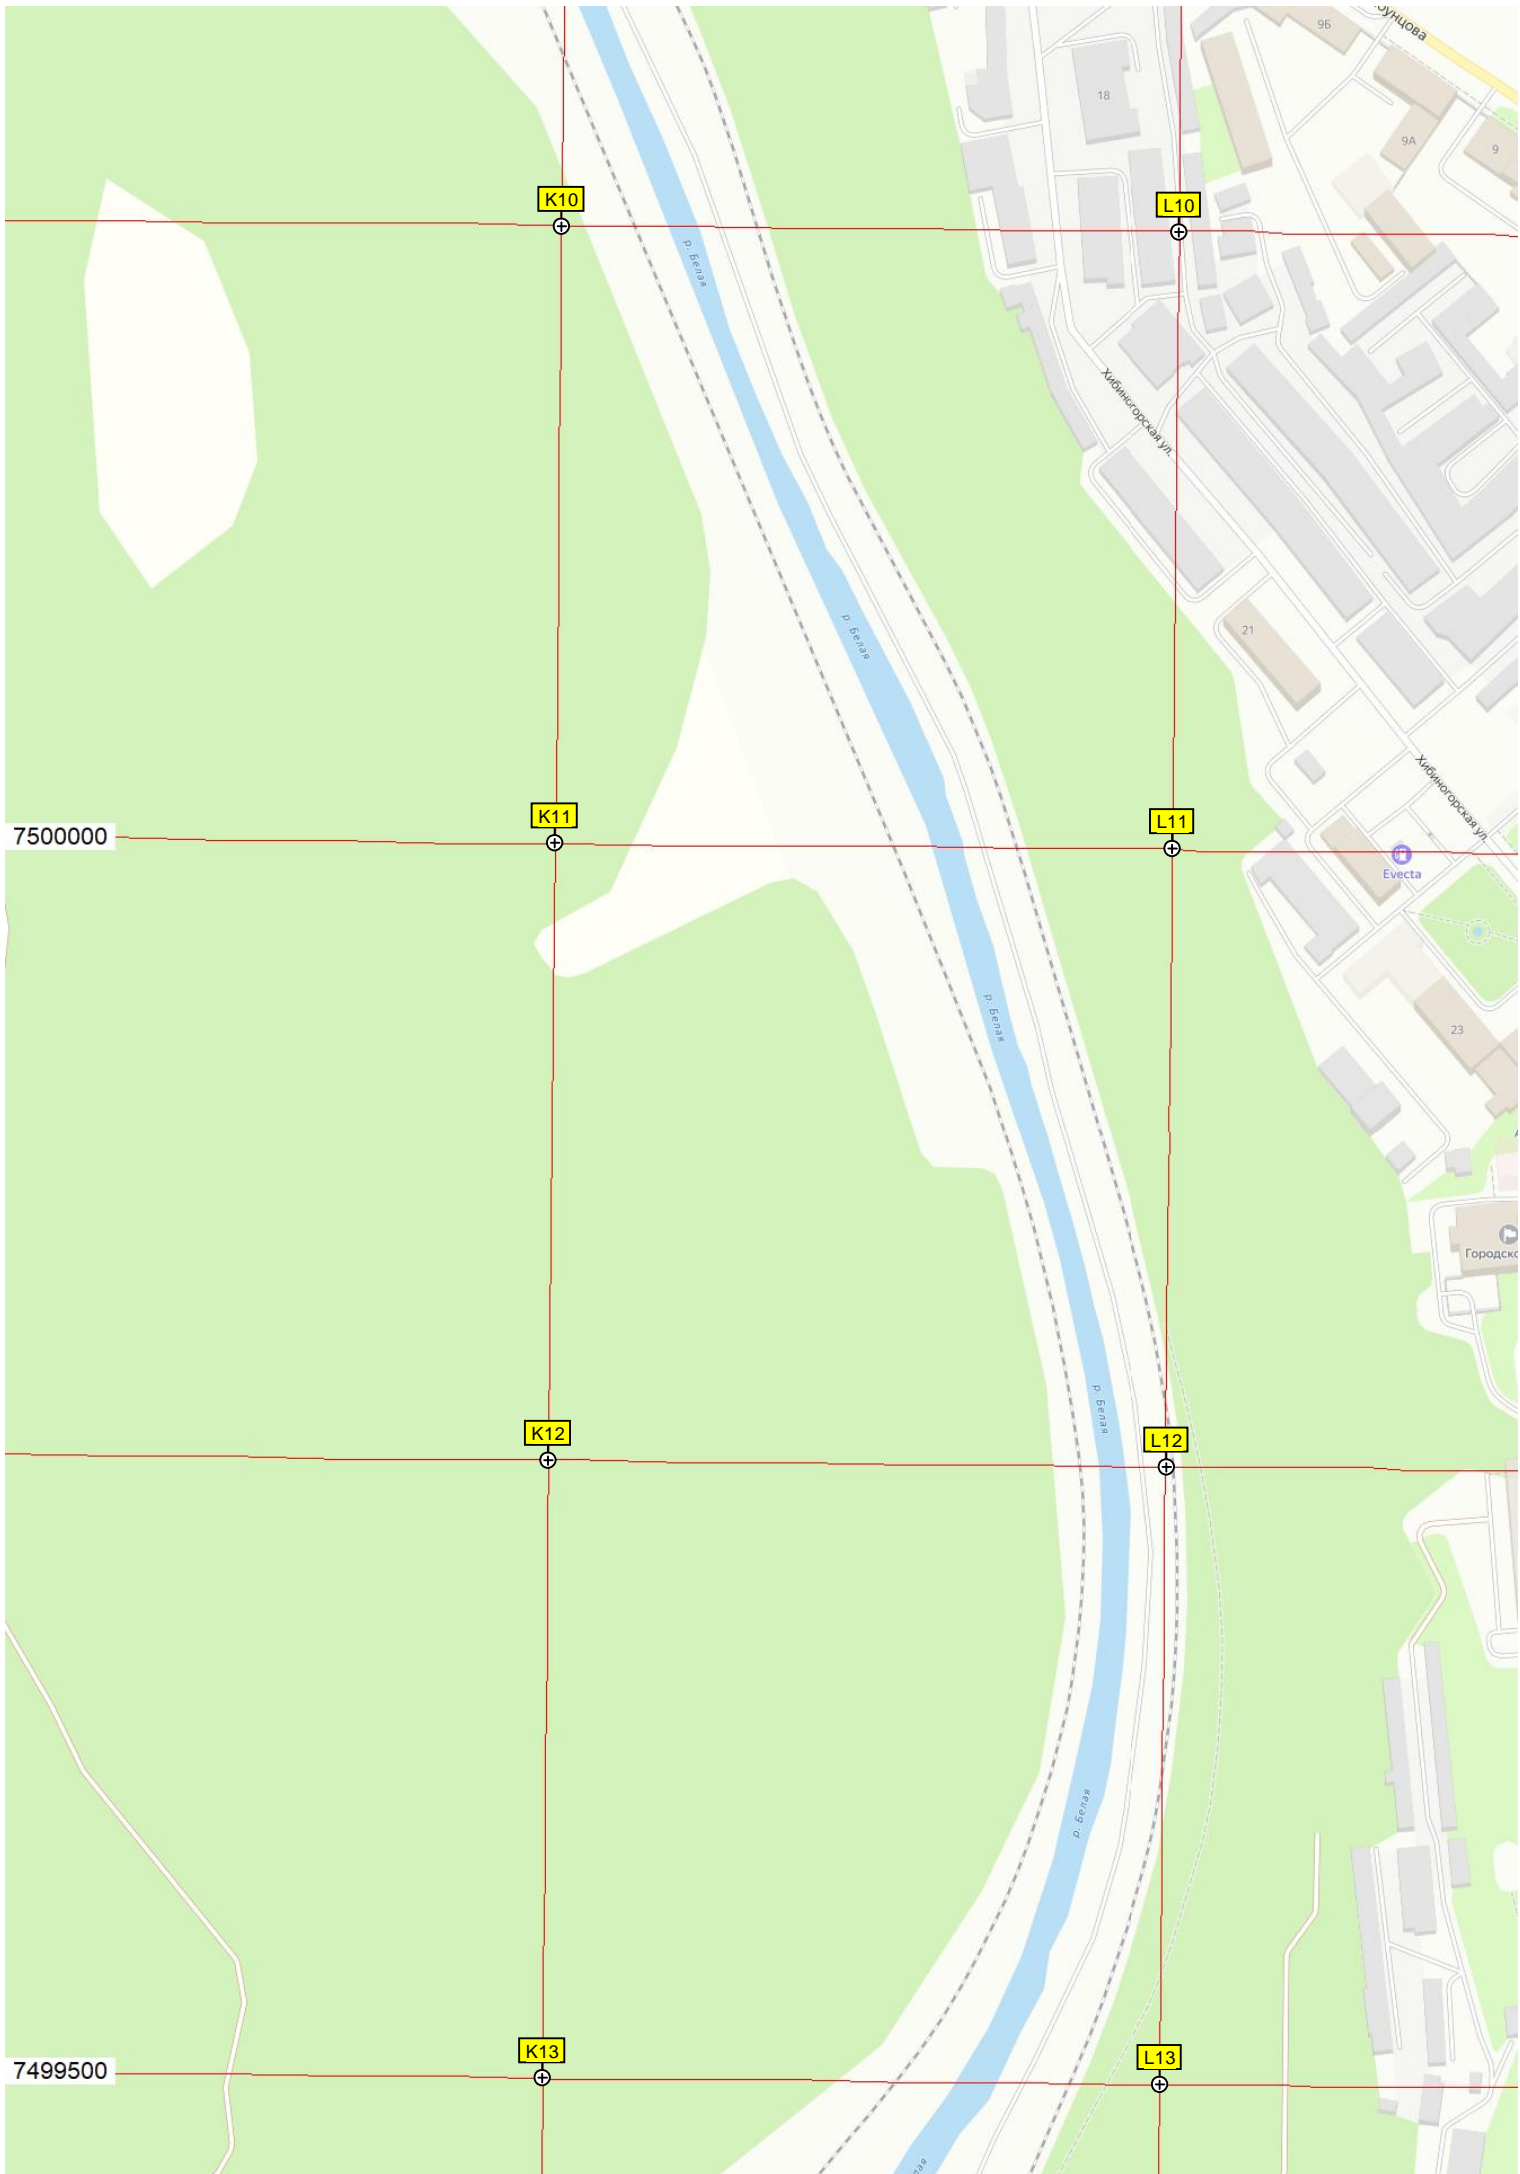 9Б
18
9А
9
K10
L10
р. Белая
Хибиногорская ул.
р. Белая
21
Хибиногорская ул.
K11
L11
7500000
Evecta
р. Белая
23
Городско
р. Белая
K12
L12
р. Белая
K13
L13
7499500